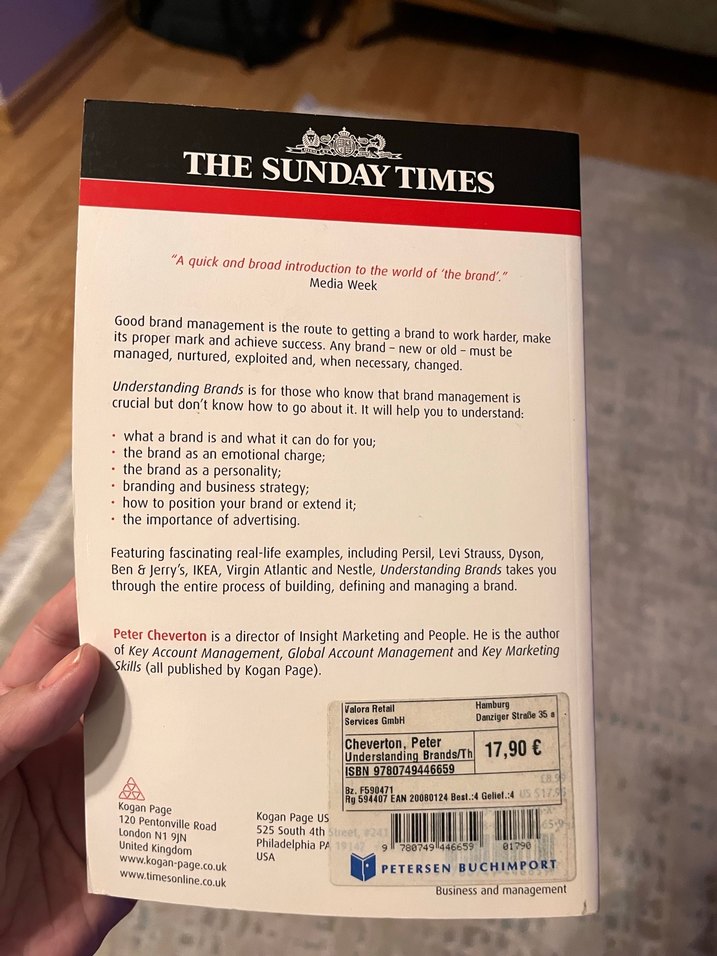 THE SUNDAY TIMES
“A quick and broad introduction to the world of ‘the brand’.”
Media Week
Good brand management is the route to getting a brand to work harder, make
its proper mark and achieve success. Any brand – new or old – must be
managed, nurtured, exploited and, when necessary, changed.
Understanding Brands is for those who know that brand management is
crucial but don’t know how to go about it. It will help you to understand:
• what a brand is and what it can do for you;
• the brand as an emotional charge;
• the brand as a personality;
• branding and business strategy;
• how to position your brand or extend it;
• the importance of advertising.
Featuring fascinating real-life examples, including Persil, Levi Strauss, Dyson,
Ben & Jerry’s, IKEA, Virgin Atlantic and Nestle, Understanding Brands takes you
through the entire process of building, defining and managing a brand.
Peter Cheverton is a director of Insight Marketing and People. He is the author
of Key Account Management, Global Account Management and Key Marketing
Skills (all published by Kogan Page).
Kogan Page
120 Pentonville Road
London N1 9JN
United Kingdom
www.kogan-page.co.uk
www.timesonline.co.uk
Kogan Page US
525 South 4th Street, #241
Philadelphia PA 19147
USA
Valora Retail
Services GmbH
Hamburg
Danziger Straße 35 a
Cheverton, Peter
Understanding Brands/Th
ISBN 9780749446659
17,90 €
£8.99
Bz. F590471
Rg 594407 EAN 20080124 Best.:4 Gelief.:4
US $17.95
9 780749 446659
01790
PETERSEN BUCHIMPORT
Business and management